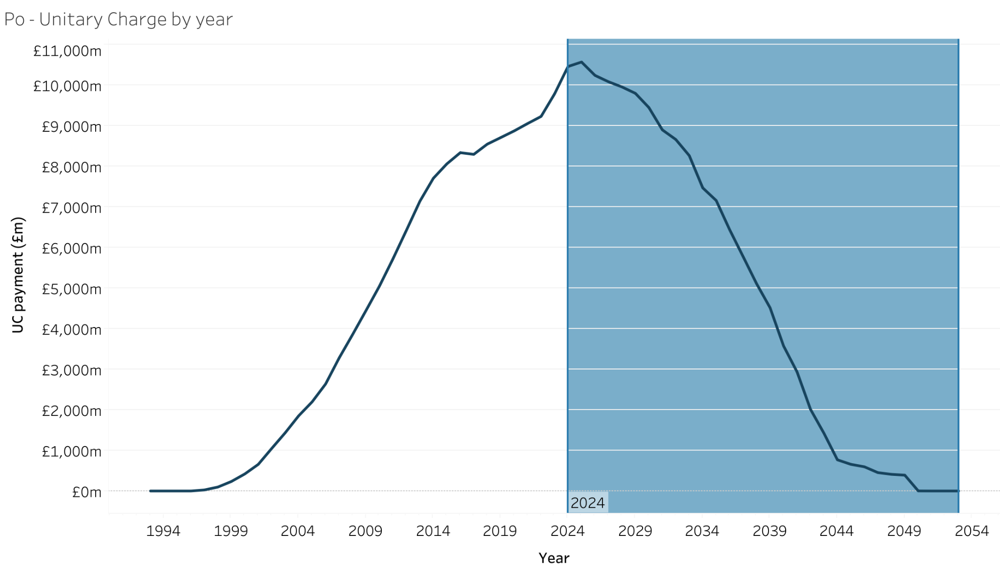 Po - Unitary Charge by year
£11,000m
£10,000m
£9,000m
£8,000m
£7,000m
£6,000m
£5,000m
£4,000m
£3,000m
£2,000m
£1,000m
£0m
UC payment (£m)
2024
1994 1999 2004 2009 2014 2019 2024 2029 2034 2039 2044 2049 2054
Year